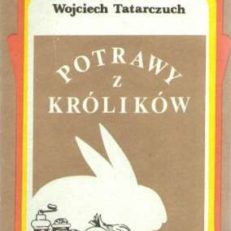 Wojciech Tatarczuch
POTRAWY
Z
KRÓLIKÓW